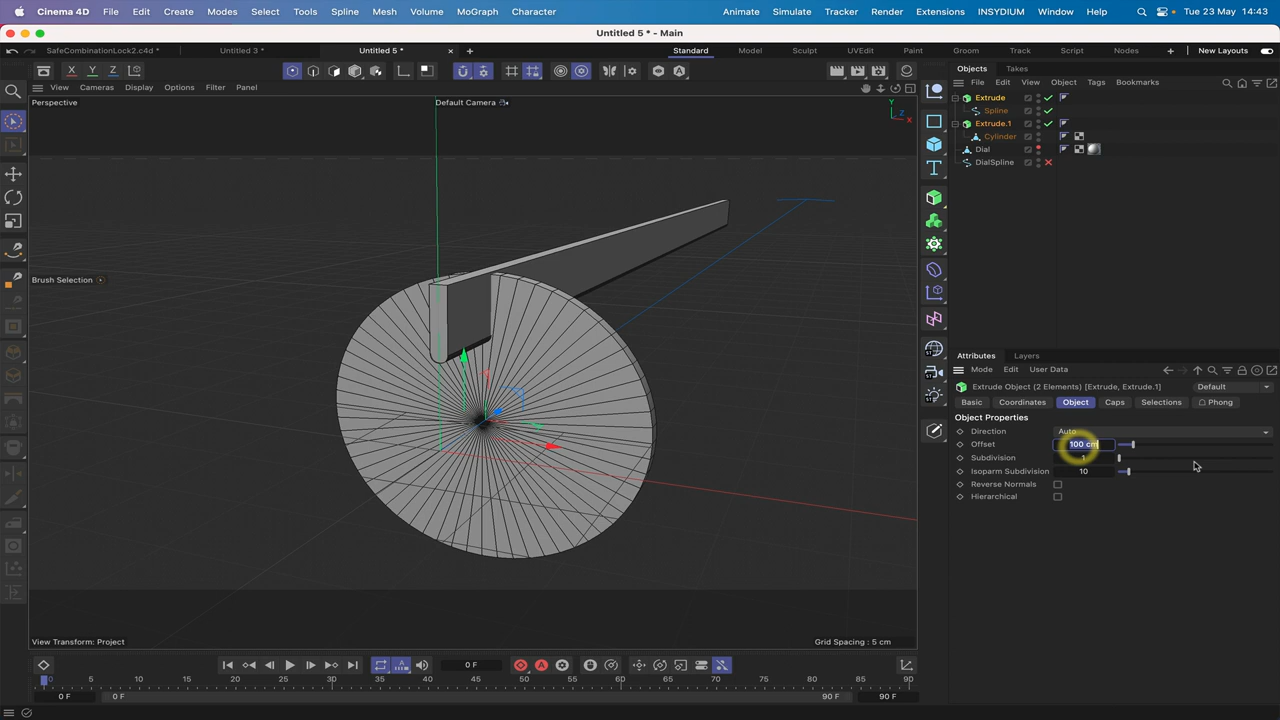 Cinema 4D File Edit Create Modes Select Tools Spline Mesh Volume MoGraph Character Animate Simulate Tracker Render Extensions INSYDIUM Window Help Tue 23 May 14:43
Untitled 5 * - Main
SafeCombinationLock2.c4d * Untitled 3 * Untitled 5 * Standard Model Sculpt UVEdit Paint Groom Track Script Nodes New Layouts
X Y Z
Objects Takes
File Edit View Object Tags Bookmarks
View Cameras Display Options Filter Panel
Perspective Default Camera
Y
X
Extrude
Spline
Extrude.1
Cylinder
Dial
DialSpline
Brush Selection
Attributes Layers
Mode Edit User Data
Extrude Object (2 Elements) [Extrude, Extrude.1] Default
Basic Coordinates Object Caps Selections Phong
Object Properties
Direction Auto
Offset 100 cm
Subdivision 1
Isoparm Subdivision 10
Reverse Normals
Hierarchical
View Transform: Project Grid Spacing : 5 cm
0 F
0 5 10 15 20 25 30 35 40 45 50 55 60 65 70 75 80 85 90
0 F 0 F 90 F 90 F